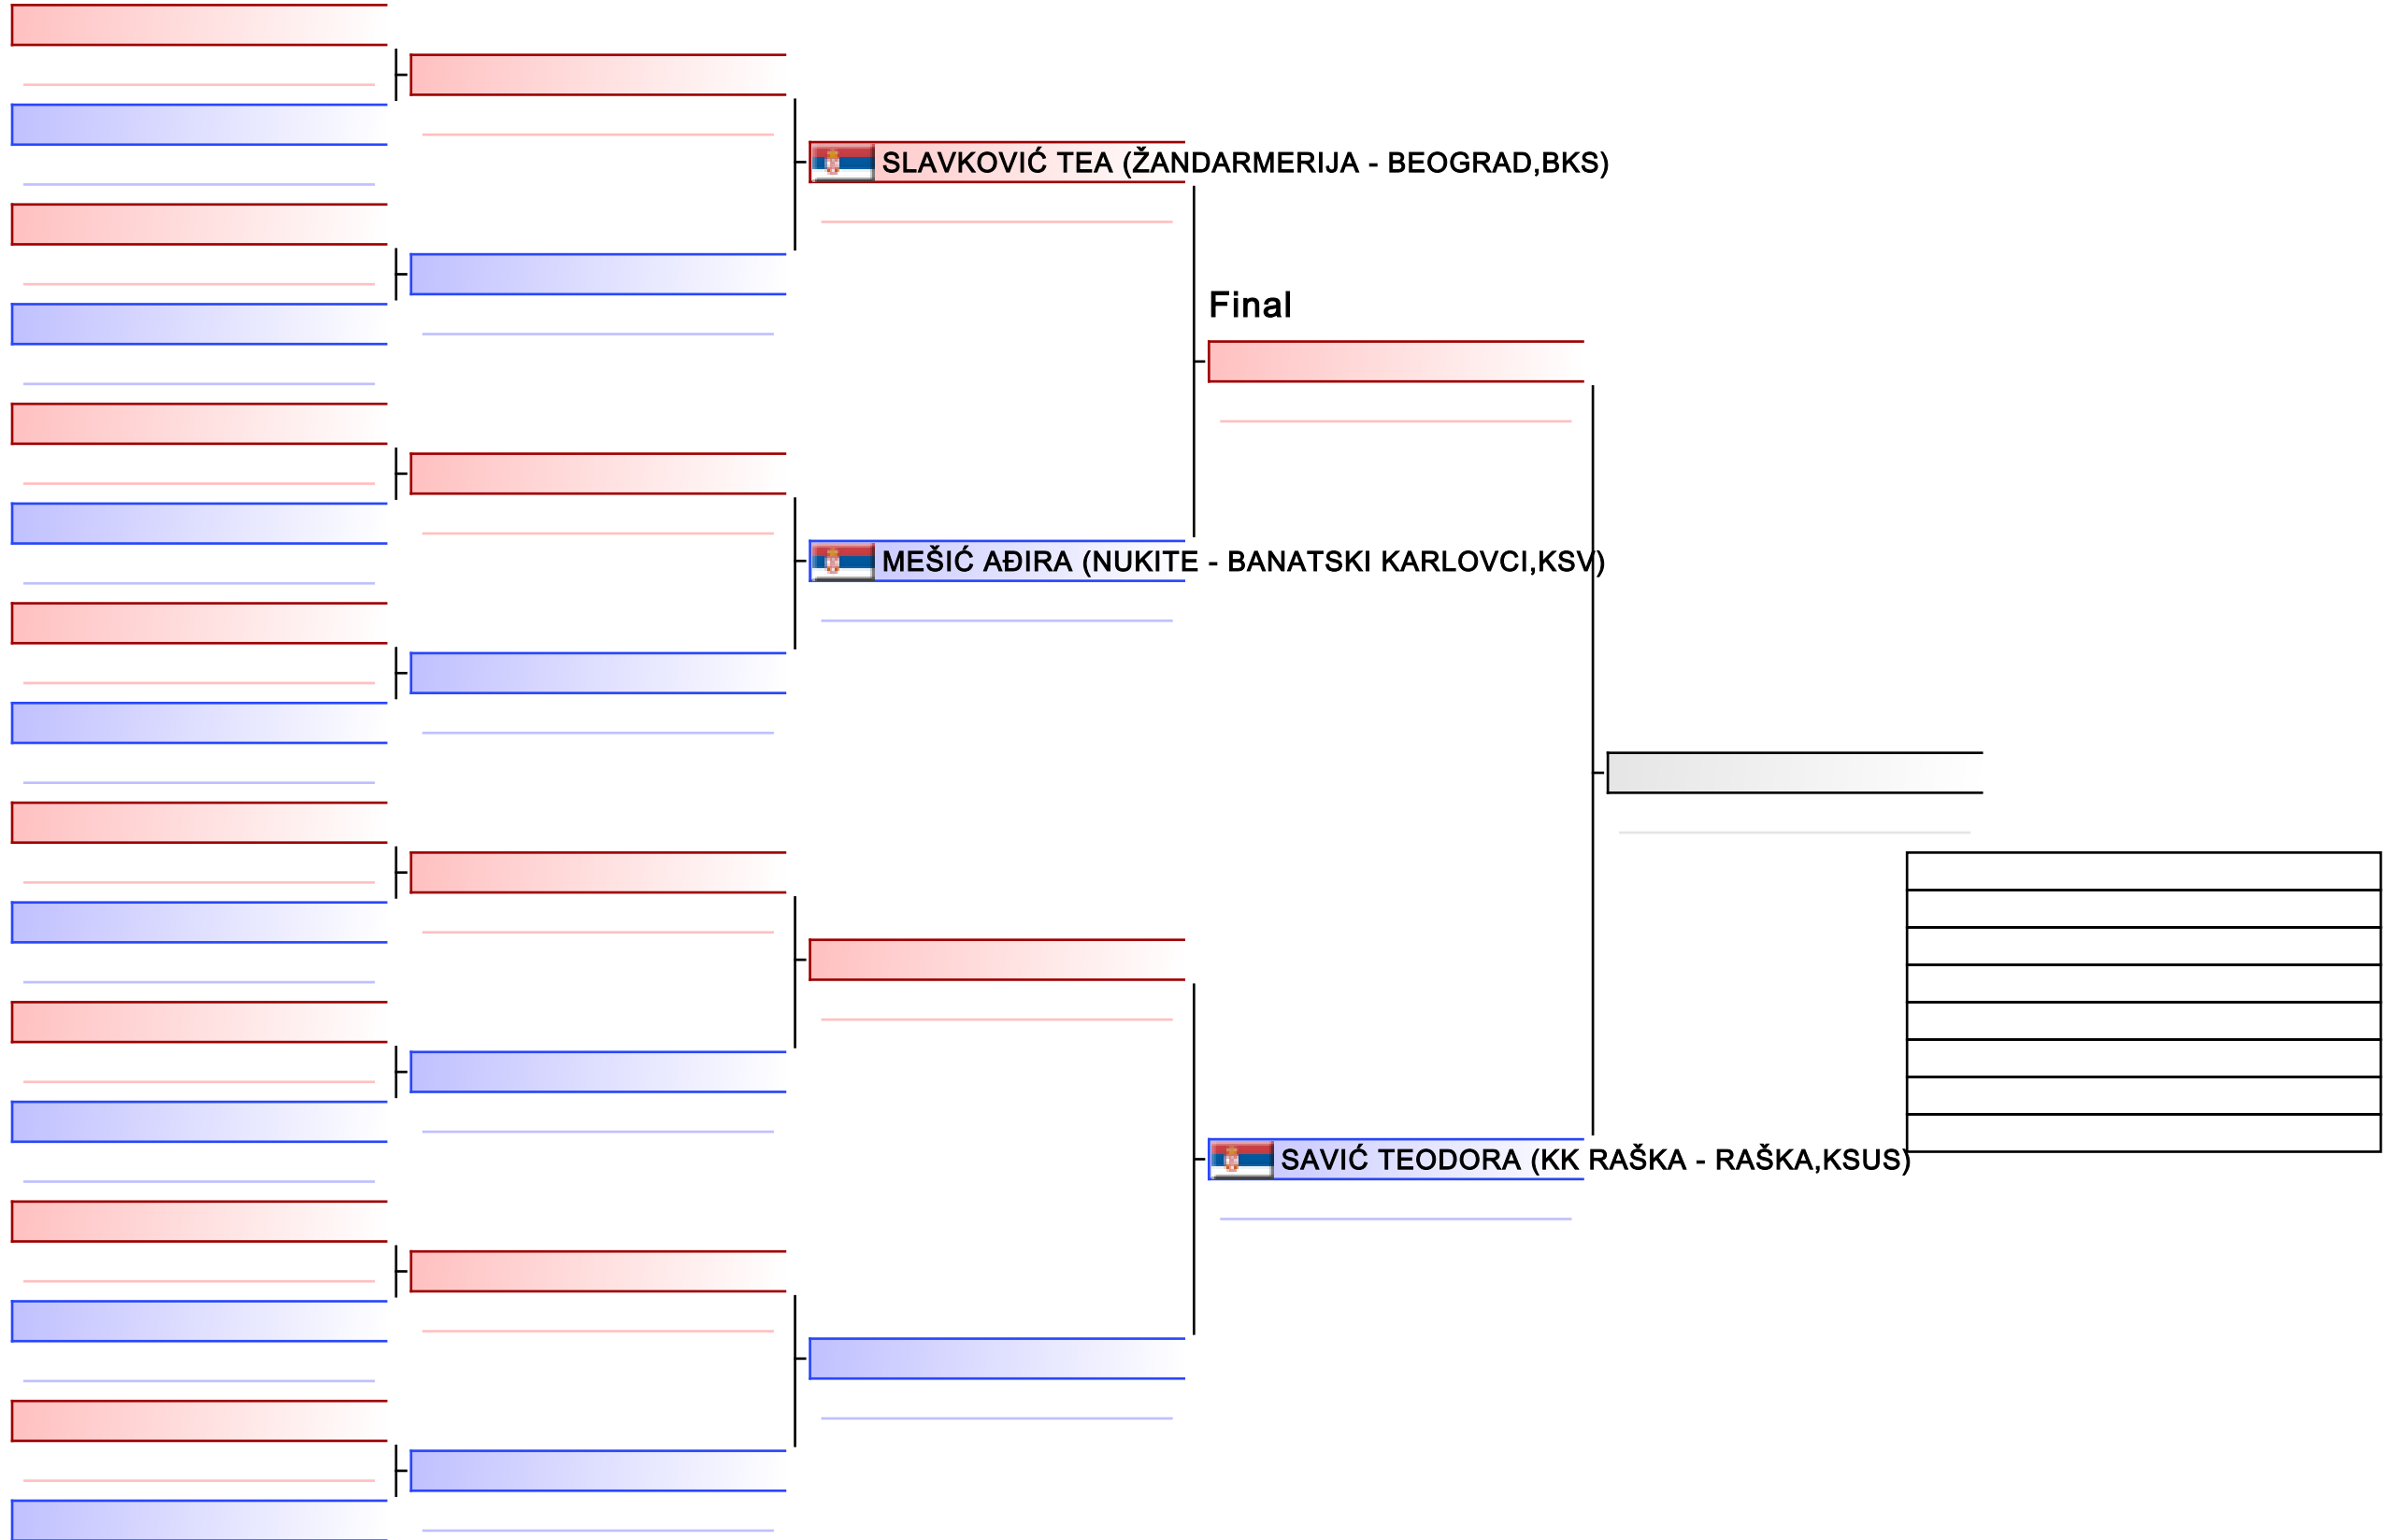 SLAVKOVIĆ TEA (ŽANDARMERIJA - BEOGRAD,BKS)
Final
MEŠIĆ AĐIRA (NUKITE - BANATSKI KARLOVCI,KSV)
SAVIĆ TEODORA (KK RAŠKA - RAŠKA,KSUS)